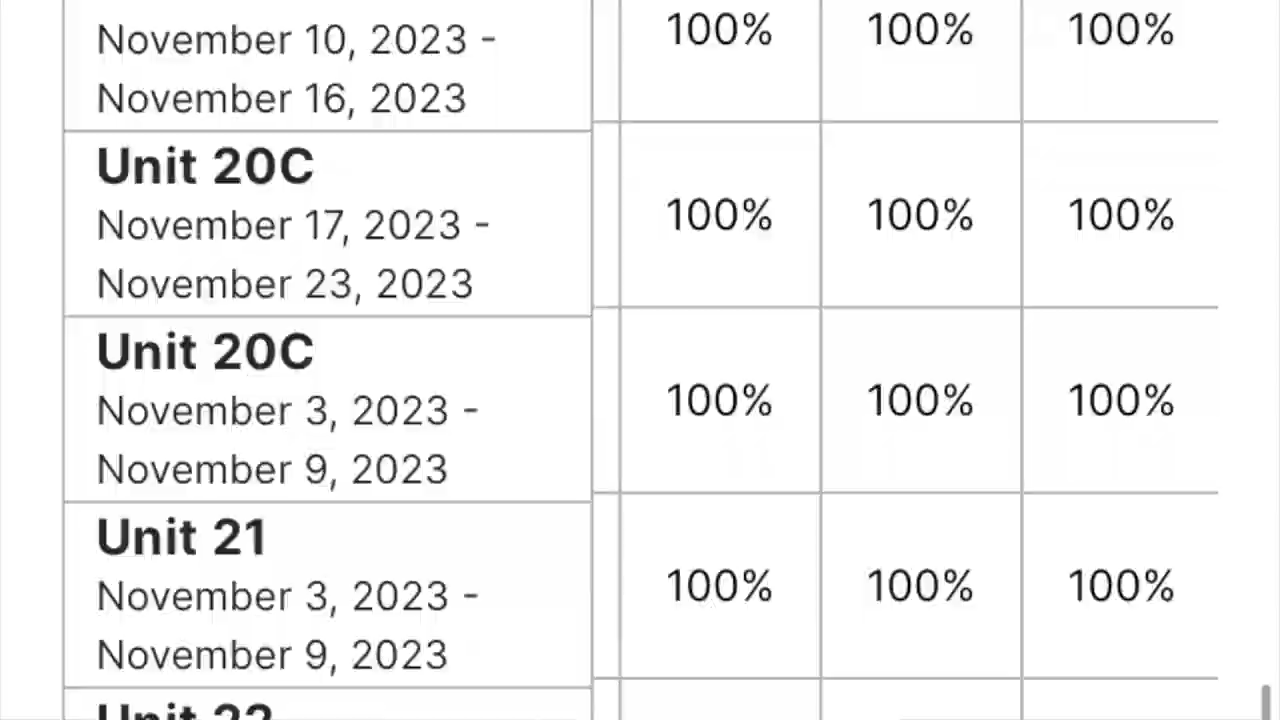 November 10, 2023 -
November 16, 2023
100% 100% 100%
Unit 20C
November 17, 2023 -
November 23, 2023
100% 100% 100%
Unit 20C
November 3, 2023 -
November 9, 2023
100% 100% 100%
Unit 21
November 3, 2023 -
November 9, 2023
100% 100% 100%
Unit 22